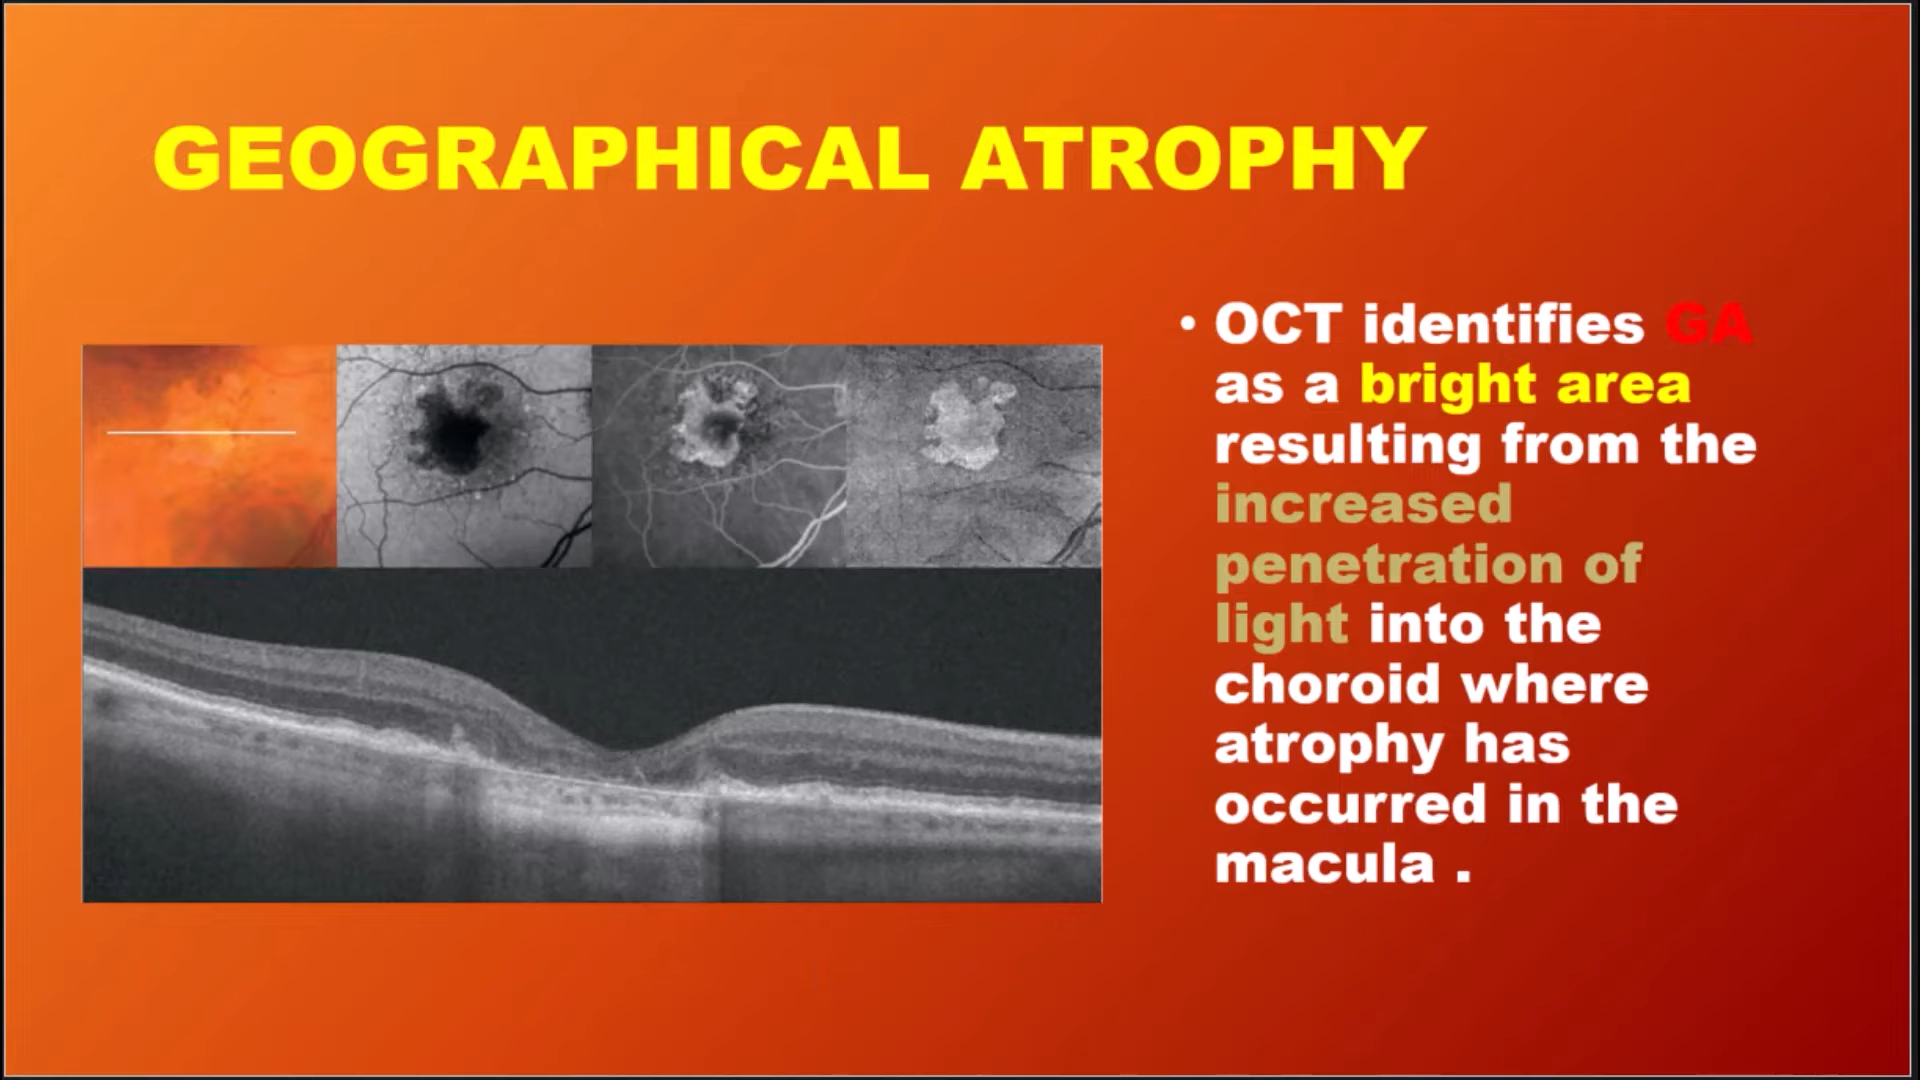 GEOGRAPHICAL ATROPHY
• OCT identifies GA
as a bright area
resulting from the
increased
penetration of
light into the
choroid where
atrophy has
occurred in the
macula .